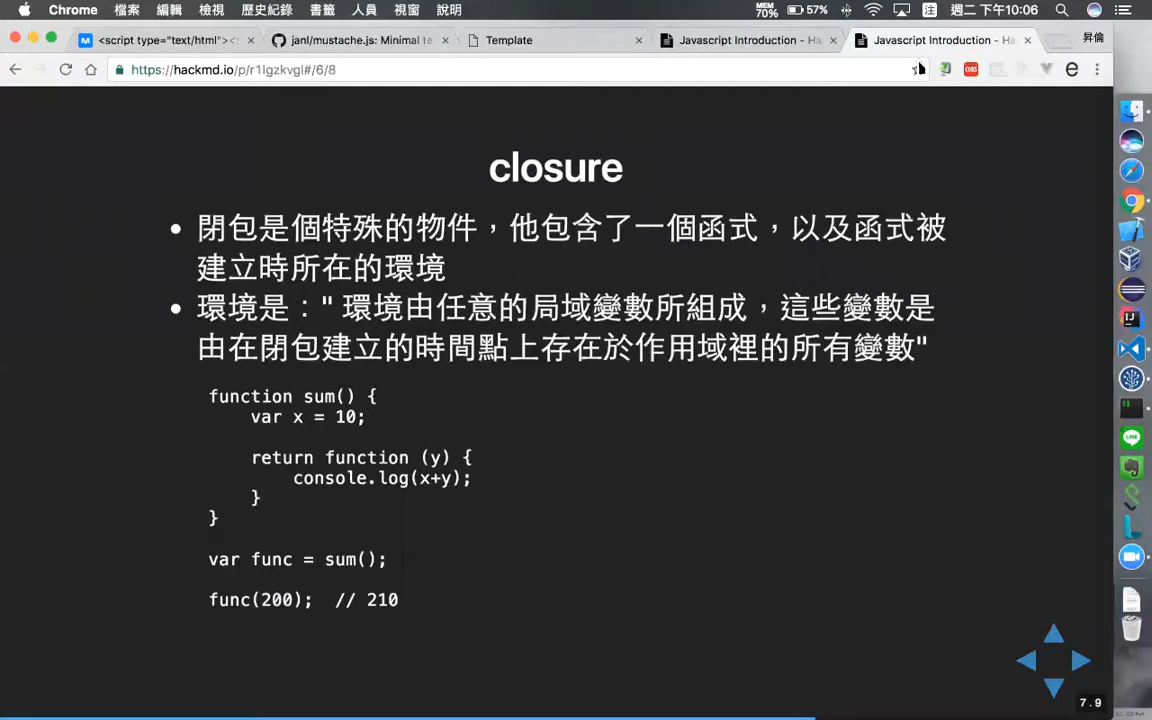 Chrome 檔案 編輯 檢視 歷史紀錄 書籤 人員 視窗 說明 MEM 70% 57% 注 週二 下午10:06
<script type="text/html">< janl/mustache.js: Minimal te Template Javascript Introduction - Ha Javascript Introduction - Ha 昇倫
https://hackmd.io/p/r1Igzkvgl#/6/8
closure
閉包是個特殊的物件，他包含了一個函式，以及函式被
建立時所在的環境
環境是："環境由任意的局域變數所組成，這些變數是
由在閉包建立的時間點上存在於作用域裡的所有變數"
function sum() {
var x = 10;
return function (y) {
console.log(x+y);
}
}
var func = sum();
func(200); // 210
7.9